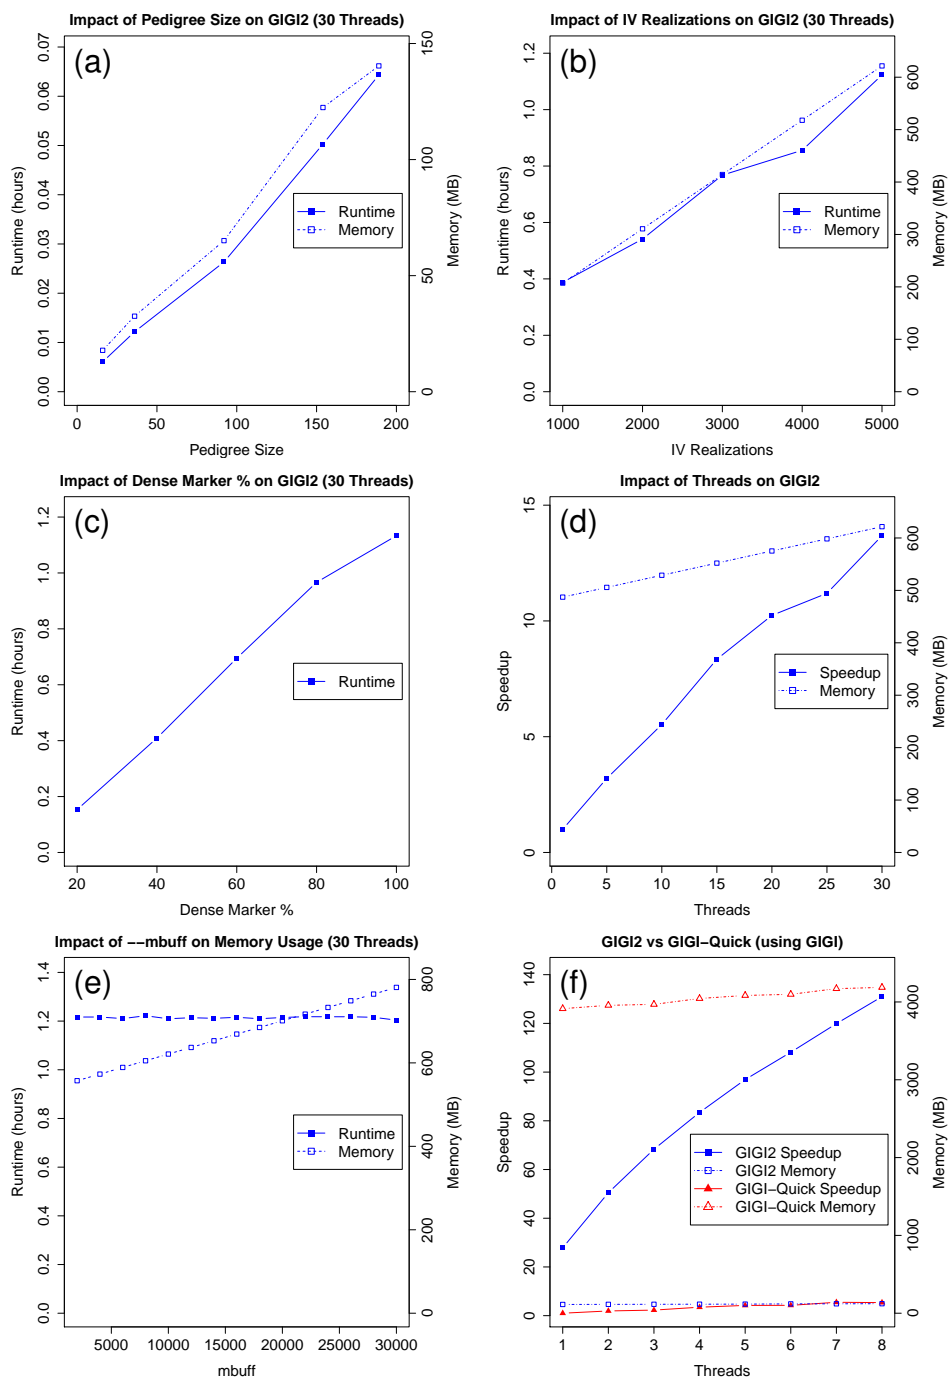 Impact of Pedigree Size on GIGI2 (30 Threads)
(a)
0.00 0.01 0.02 0.03 0.04 0.05 0.06 0.07
Runtime (hours)
0 50 100 150
Memory (MB)
Runtime
Memory
0 50 100 150 200
Pedigree Size
Impact of IV Realizations on GIGI2 (30 Threads)
(b)
0.0 0.2 0.4 0.6 0.8 1.0 1.2
Runtime (hours)
0 100 200 300 400 500 600
Memory (MB)
Runtime
Memory
1000 2000 3000 4000 5000
IV Realizations
Impact of Dense Marker % on GIGI2 (30 Threads)
(c)
0.0 0.2 0.4 0.6 0.8 1.0 1.2
Runtime (hours)
Runtime
20 40 60 80 100
Dense Marker %
Impact of Threads on GIGI2
(d)
0 5 10 15
Speedup
0 100 200 300 400 500 600
Memory (MB)
Speedup
Memory
0 5 10 15 20 25 30
Threads
Impact of −−mbuff on Memory Usage (30 Threads)
(e)
0.0 0.2 0.4 0.6 0.8 1.0 1.2 1.4
Runtime (hours)
0 200 400 600 800
Memory (MB)
Runtime
Memory
5000 10000 15000 20000 25000 30000
mbuff
GIGI2 vs GIGI−Quick (using GIGI)
(f)
0 20 40 60 80 100 120 140
Speedup
0 1000 2000 3000 4000
Memory (MB)
GIGI2 Speedup
GIGI2 Memory
GIGI−Quick Speedup
GIGI−Quick Memory
1 2 3 4 5 6 7 8
Threads